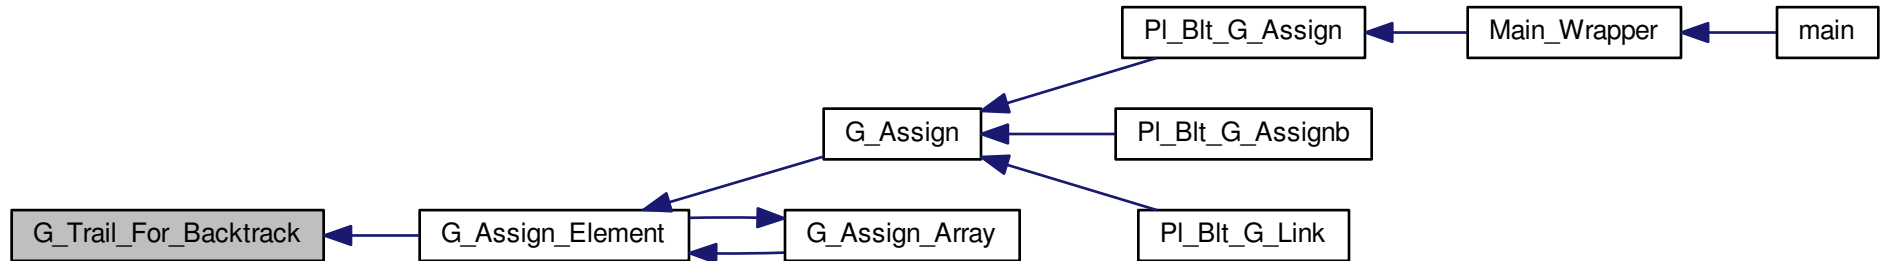 Pl_Blt_G_Assign
Main_Wrapper
main
G_Assign
Pl_Blt_G_Assignb
G_Trail_For_Backtrack
G_Assign_Element
G_Assign_Array
Pl_Blt_G_Link